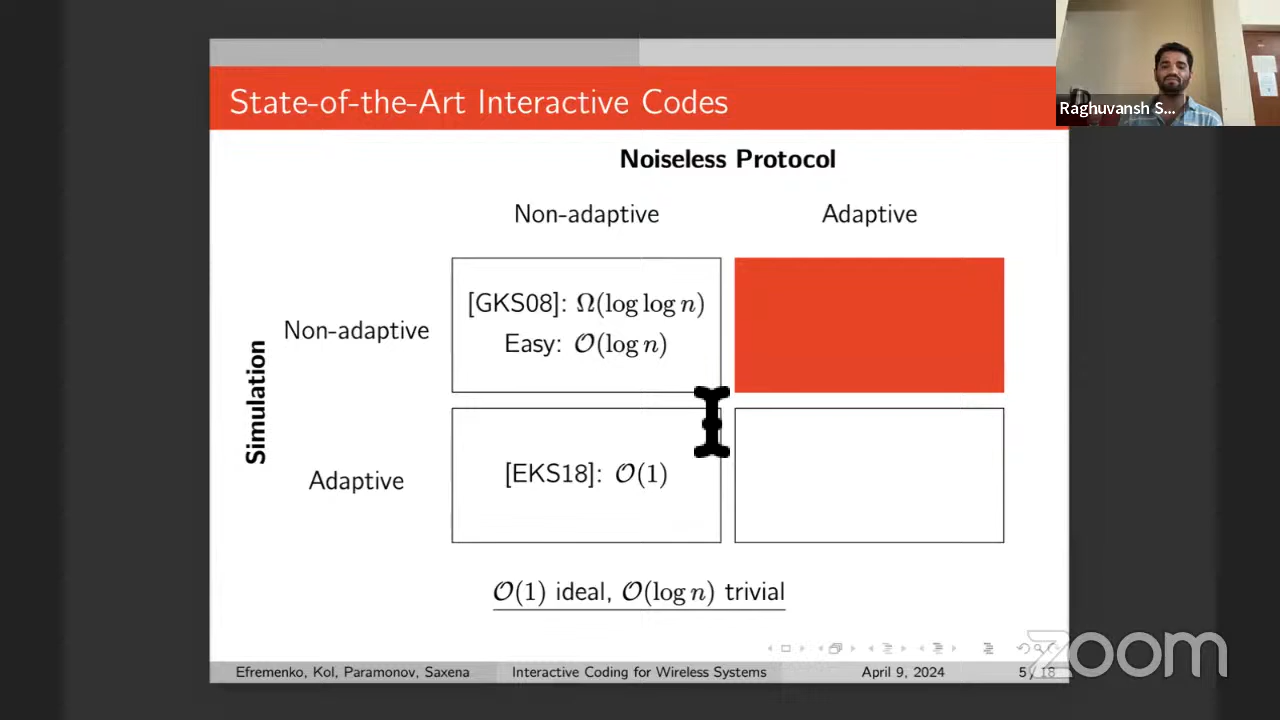 State-of-the-Art Interactive Codes
Raghuvansh S...
Noiseless Protocol
Non-adaptive
Adaptive
Simulation
Non-adaptive
[GKS08]: Ω(log log n)
Easy: 𝒪(log n)
Adaptive
[EKS18]: 𝒪(1)
𝒪(1) ideal, 𝒪(log n) trivial
Efremenko, Kol, Paramonov, Saxena
Interactive Coding for Wireless Systems
April 9, 2024
5 / 18
zoom